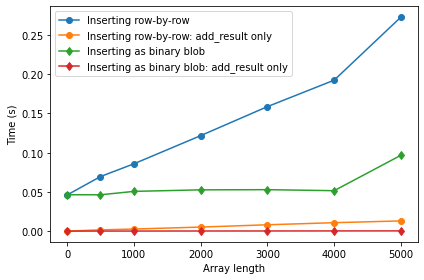 Inserting row-by-row
Inserting row-by-row: add_result only
Inserting as binary blob
Inserting as binary blob: add_result only
Time (s)
0.25
0.20
0.15
0.10
0.05
0.00
0 1000 2000 3000 4000 5000
Array length